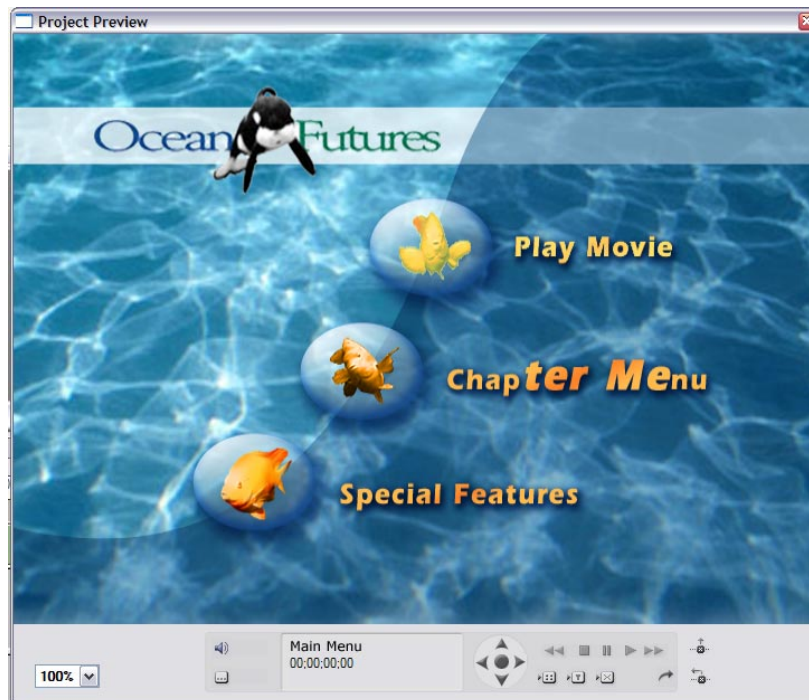 Project Preview
Ocean Futures
Play Movie
Chapter Menu
Special Features
Main Menu
00;00;00;00
100%